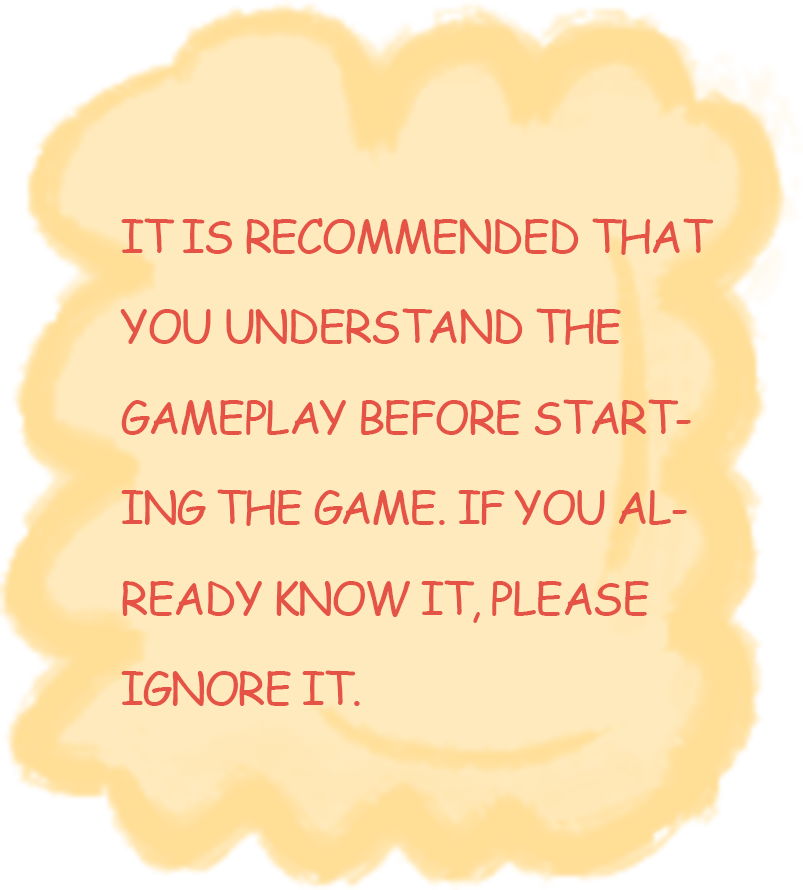 IT IS RECOMMENDED THAT
YOU UNDERSTAND THE
GAMEPLAY BEFORE START-
ING THE GAME. IF YOU AL-
READY KNOW IT, PLEASE
IGNORE IT.